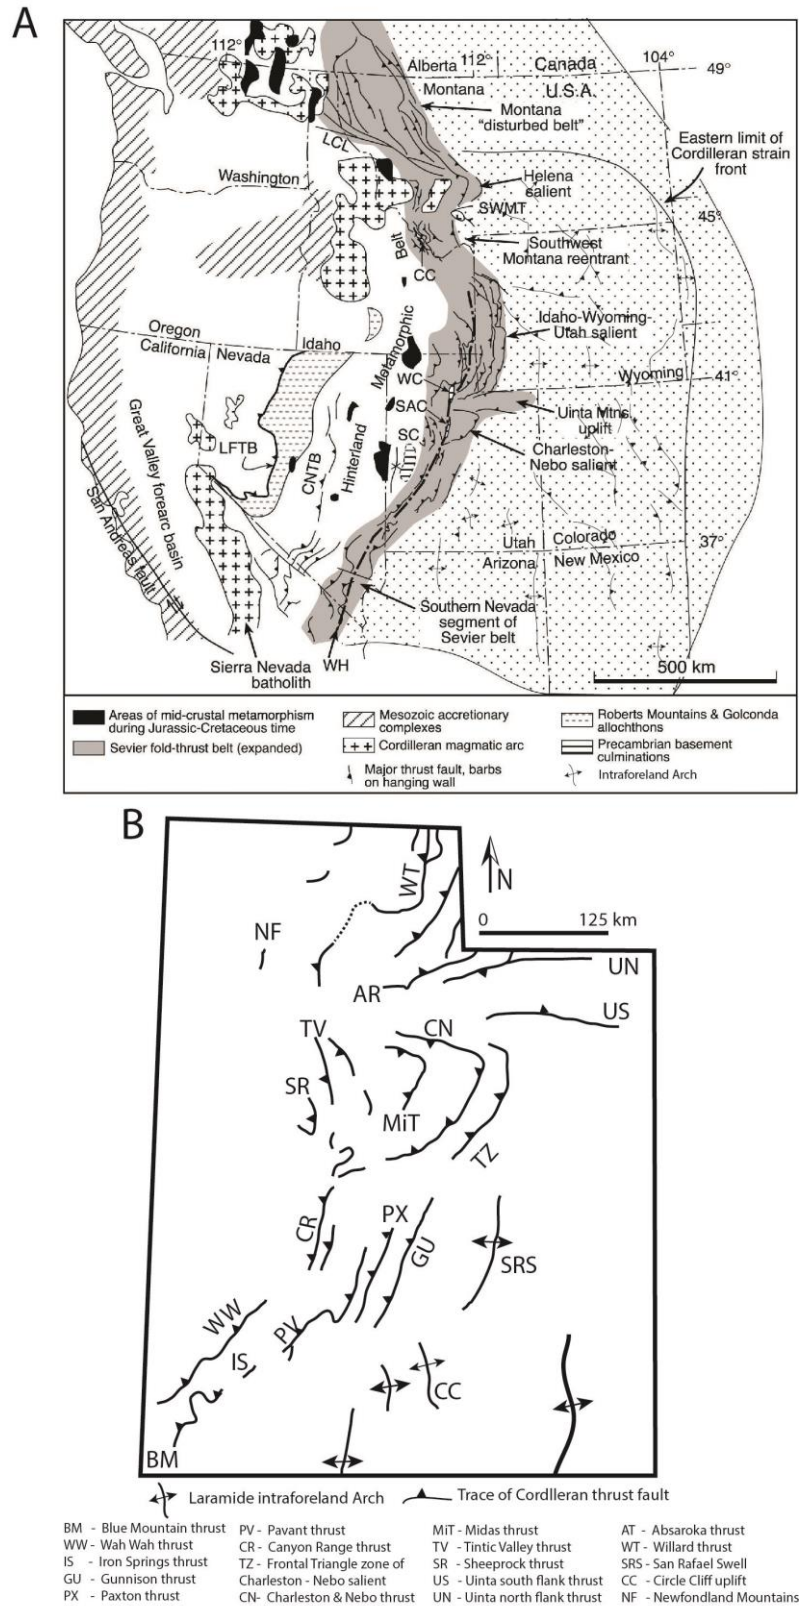 A
112°
Alberta
112°
Canada
104°
49°
Montana
U.S.A.
Montana
"disturbed belt"
Eastern limit of
Cordilleran strain
front
LCL
Washington
Helena
salient
SWMT
45°
Southwest
Montana reentrant
Belt
CC
Idaho-Wyoming-
Utah salient
Metamorphic
Oregon
California
Nevada
Idaho
Wyoming
41°
WC
SAC
Uinta Mtns.
uplift
SC
Charleston-
Nebo salient
Great Valley forearc basin
LFTB
CNTB
Hinterland
San Andreas fault
Utah
Colorado
37°
Arizona
New Mexico
Southern Nevada
segment of
Sevier belt
Sierra Nevada
batholith
WH
500 km
Areas of mid-crustal metamorphism
during Jurassic-Cretaceous time
Sevier fold-thrust belt (expanded)
Mesozoic accretionary
complexes
Cordilleran magmatic arc
Major thrust fault, barbs
on hanging wall
Roberts Mountains & Golconda
allochthons
Precambrian basement
culminations
Intraforeland Arch
B
WT
N
0 125 km
NF
UN
AR
US
TV
CN
SR
MiT
TZ
CR
PX
GU
SRS
WW
PV
IS
CC
BM
Laramide intraforeland Arch
Trace of Cordlleran thrust fault
BM - Blue Mountain thrust
WW - Wah Wah thrust
IS - Iron Springs thrust
GU - Gunnison thrust
PX - Paxton thrust
PV - Pavant thrust
CR - Canyon Range thrust
TZ - Frontal Triangle zone of
Charleston - Nebo salient
CN- Charleston & Nebo thrust
MiT - Midas thrust
TV - Tintic Valley thrust
SR - Sheeprock thrust
US - Uinta south flank thrust
UN - Uinta north flank thrust
AT - Absaroka thrust
WT - Willard thrust
SRS - San Rafael Swell
CC - Circle Cliff uplift
NF - Newfondland Mountains